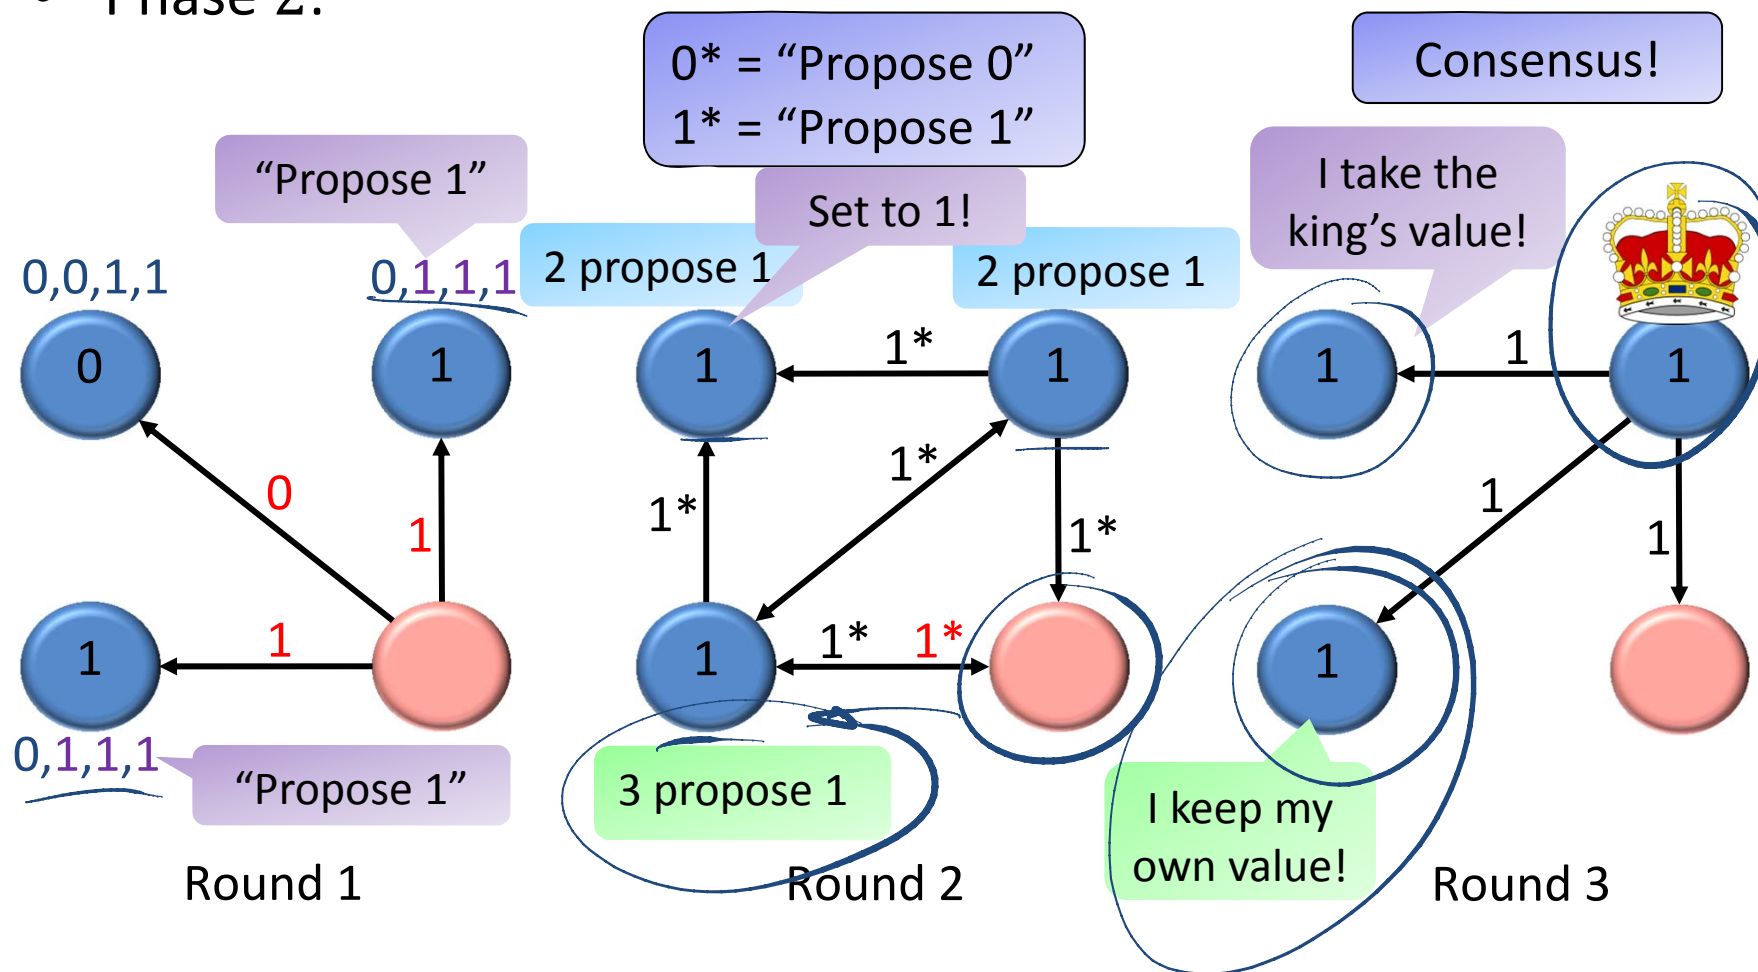 • Phase 2:
0* = “Propose 0”
1* = “Propose 1”
Consensus!
“Propose 1”
Set to 1!
I take the
king’s value!
0,0,1,1
0,1,1,1
2 propose 1
2 propose 1
0
1
1
1* 
1
1
1
1
0
1
1*
1*
1*
1
1
1
1
1
1* 1*
1
0,1,1,1
“Propose 1”
3 propose 1
I keep my
own value!
Round 1
Round 2
Round 3